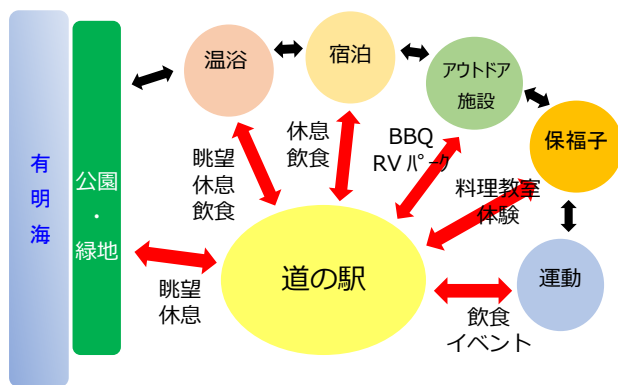 有明海
公園・緑地
温浴
宿泊
アウトドア
施設
保福子
運動
道の駅
眺望
休息
飲食
休息
飲食
BBQ
RVパーク
料理教室
体験
眺望
休息
飲食
イベント